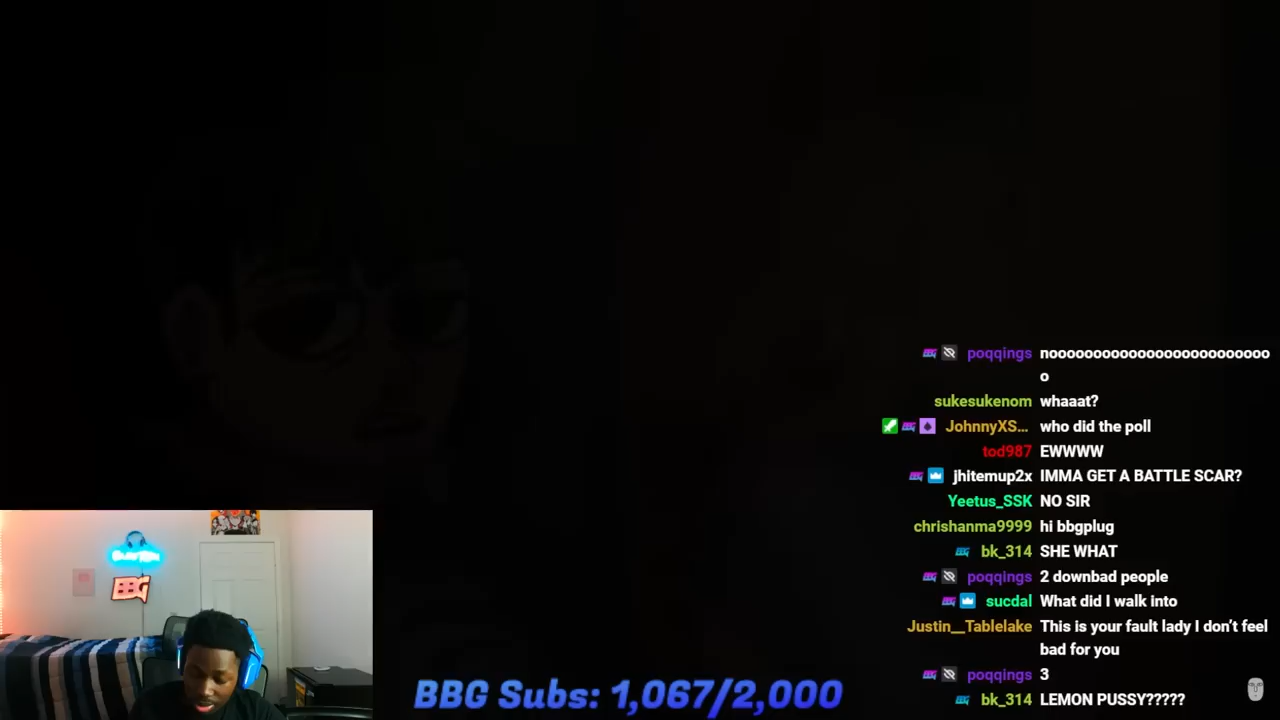 poqqings nooooooooooooooooooooooooo
o
sukesukenom whaaat?
JohnnyXS... who did the poll
tod987 EWWWW
jhitemup2x IMMA GET A BATTLE SCAR?
Yeetus_SSK NO SIR
chrishanma9999 hi bbgplug
bk_314 SHE WHAT
poqqings 2 downbad people
sucdal What did I walk into
Justin__Tablelake This is your fault lady I don’t feel
bad for you
poqqings 3
bk_314 LEMON PUSSY?????
BBG
BBG Subs: 1,067/2,000